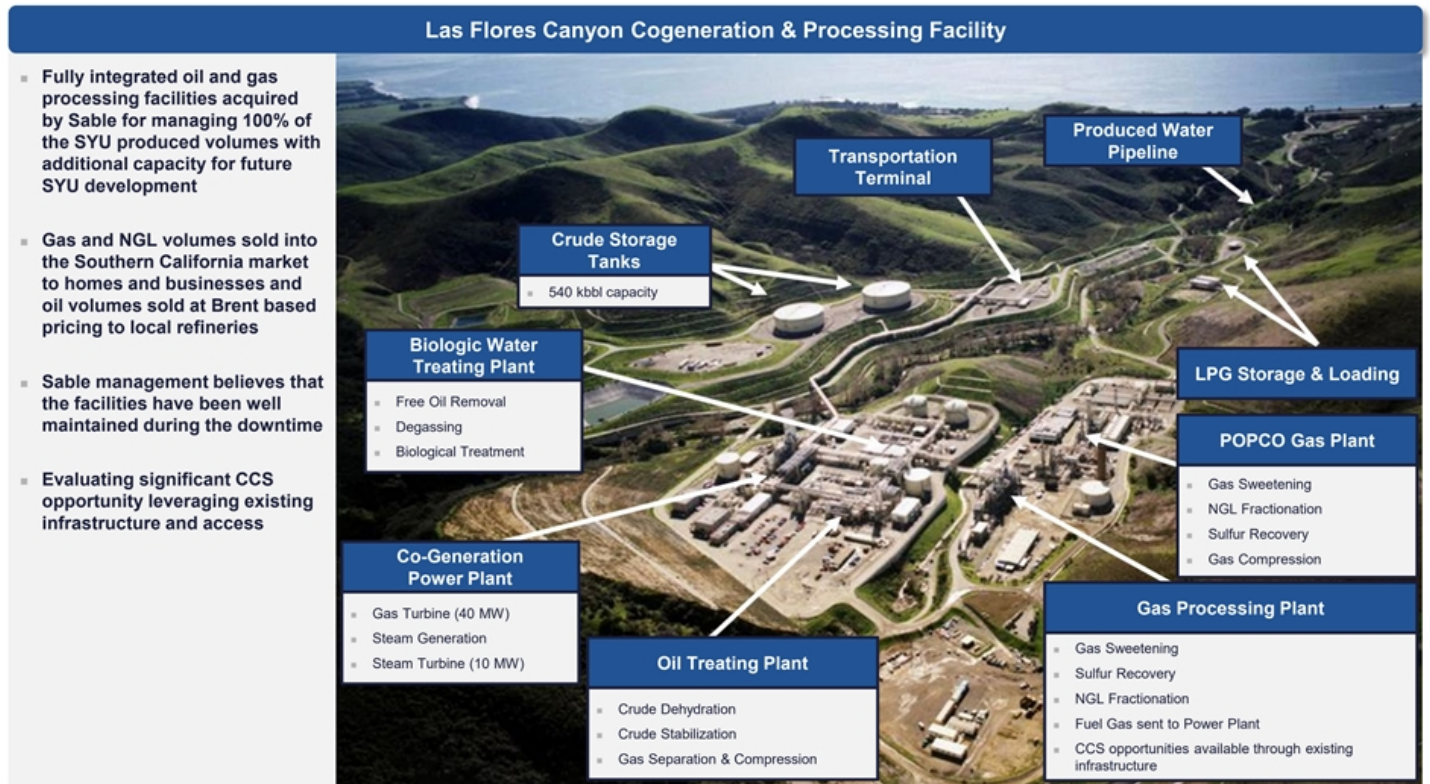 Las Flores Canyon Cogeneration & Processing Facility
Fully integrated oil and gas
processing facilities acquired
by Sable for managing 100% of
the SYU produced volumes with
additional capacity for future
SYU development
Gas and NGL volumes sold into
the Southern California market
to homes and businesses and
oil volumes sold at Brent based
pricing to local refineries
Sable management believes that
the facilities have been well
maintained during the downtime
Evaluating significant CCS
opportunity leveraging existing
infrastructure and access
Produced Water
Pipeline
Transportation
Terminal
Crude Storage
Tanks
540 kbbl capacity
Biologic Water
Treating Plant
Free Oil Removal
Degassing
Biological Treatment
LPG Storage & Loading
POPCO Gas Plant
Gas Sweetening
NGL Fractionation
Sulfur Recovery
Gas Compression
Co-Generation
Power Plant
Gas Turbine (40 MW)
Steam Generation
Steam Turbine (10 MW)
Oil Treating Plant
Crude Dehydration
Crude Stabilization
Gas Separation & Compression
Gas Processing Plant
Gas Sweetening
Sulfur Recovery
NGL Fractionation
Fuel Gas sent to Power Plant
CCS opportunities available through existing
infrastructure